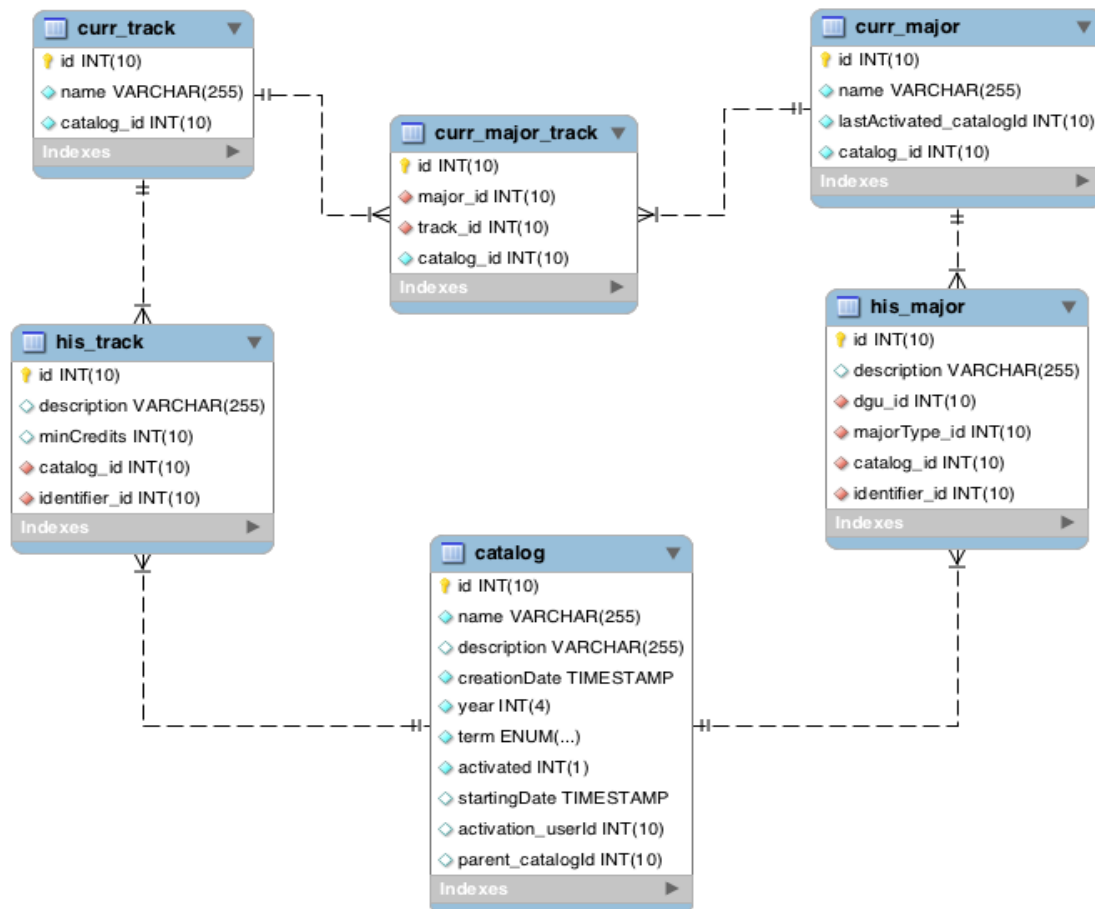 curr_track
id INT(10)
name VARCHAR(255)
catalog_id INT(10)
Indexes
curr_major
id INT(10)
name VARCHAR(255)
lastActivated_catalogId INT(10)
catalog_id INT(10)
Indexes
curr_major_track
id INT(10)
major_id INT(10)
track_id INT(10)
catalog_id INT(10)
Indexes
his_track
id INT(10)
description VARCHAR(255)
minCredits INT(10)
catalog_id INT(10)
identifier_id INT(10)
Indexes
his_major
id INT(10)
description VARCHAR(255)
dgu_id INT(10)
majorType_id INT(10)
catalog_id INT(10)
identifier_id INT(10)
Indexes
catalog
id INT(10)
name VARCHAR(255)
description VARCHAR(255)
creationDate TIMESTAMP
year INT(4)
term ENUM(...)
activated INT(1)
startingDate TIMESTAMP
activation_userId INT(10)
parent_catalogId INT(10)
Indexes